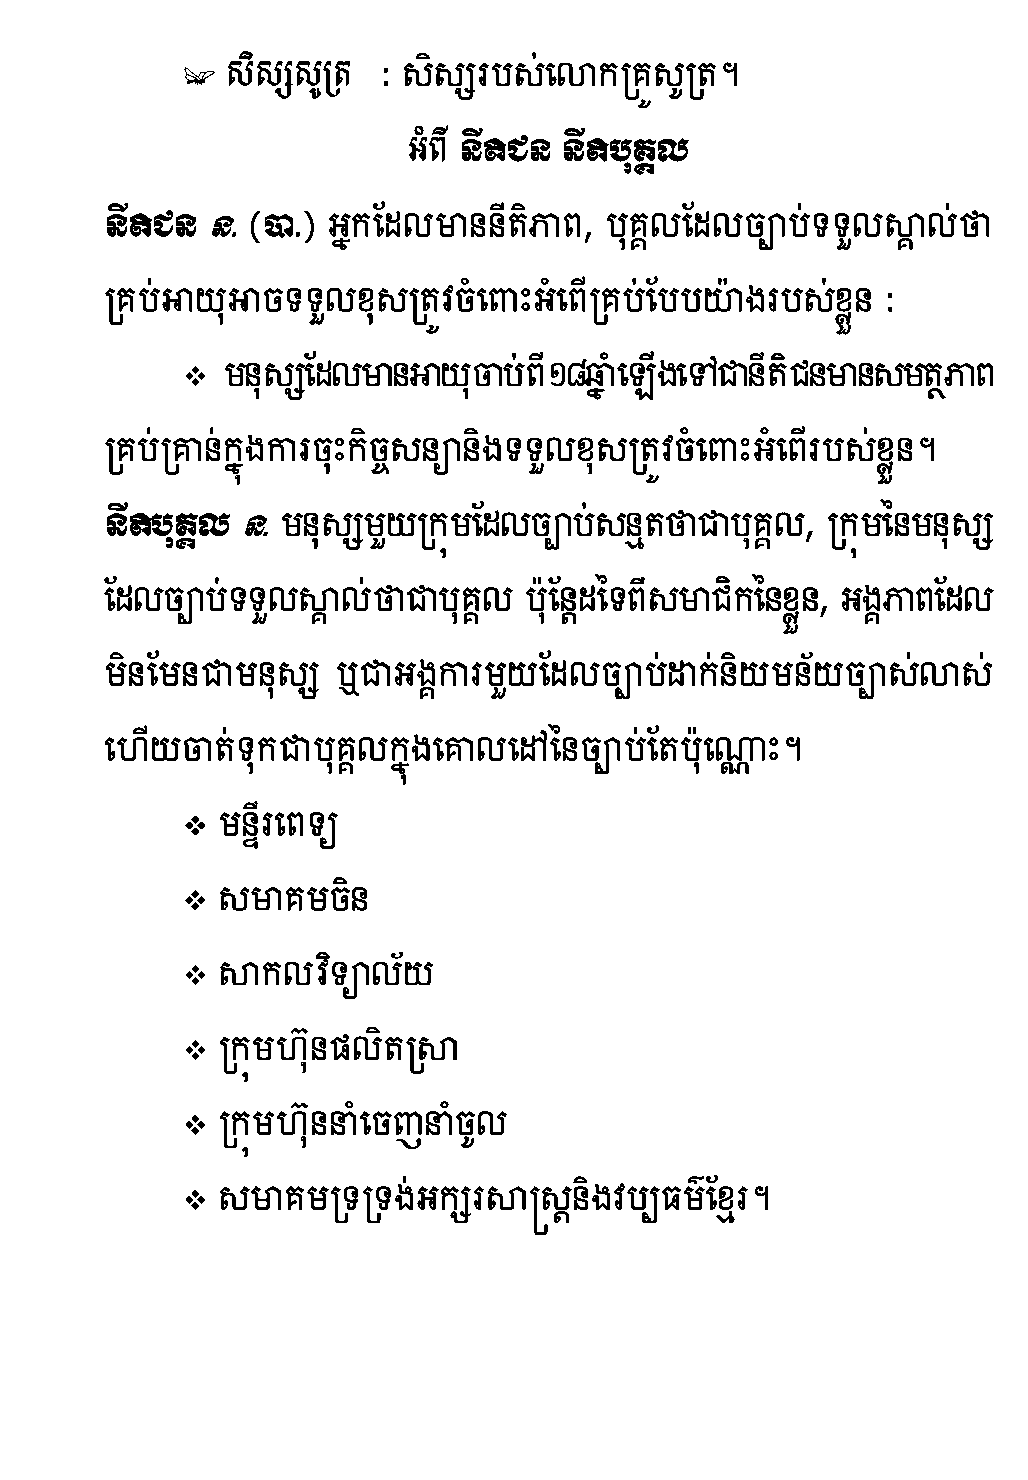 សិស្សសូត្រ : សិស្សរបស់លោកគ្រូសូត្រ។
អំពី នីតិជន នីតិបុគ្គល
នីតិជន ន. (បា.) អ្នកដែលមាននីតិភាព, បុគ្គលដែលច្បាប់ទទួលស្គាល់ថា
គ្រប់អាយុអាចទទួលខុសត្រូវចំពោះអំពើគ្រប់បែបយ៉ាងរបស់ខ្លួន :
❖ មនុស្សដែលមានអាយុចាប់ពី១៨ឆ្នាំឡើងទៅជានីតិជនមានសមត្ថភាព
គ្រប់គ្រាន់ក្នុងការចុះកិច្ចសន្យានិងទទួលខុសត្រូវចំពោះអំពើរបស់ខ្លួន។
នីតិបុគ្គល ន. មនុស្សមួយក្រុមដែលច្បាប់សន្មតថាជាបុគ្គល, ក្រុមនៃមនុស្ស
ដែលច្បាប់ទទួលស្គាល់ថាជាបុគ្គល ប៉ុន្តែដទៃពីសមាជិកនៃខ្លួន, អង្គភាពដែល
មិនមែនជាមនុស្ស ឬជាអង្គការមួយដែលច្បាប់ដាក់និយមន័យច្បាស់លាស់
ហើយចាត់ទុកជាបុគ្គលក្នុងគោលដៅនៃច្បាប់តែប៉ុណ្ណោះ។
❖ មន្ទីរពេទ្យ
❖ សមាគមចិន
❖ សាកលវិទ្យាល័យ
❖ ក្រុមហ៊ុនផលិតស្រា
❖ ក្រុមហ៊ុននាំចេញនាំចូល
❖ សមាគមទ្រទ្រង់អក្សរសាស្ត្រនិងវប្បធម៌ខ្មែរ។